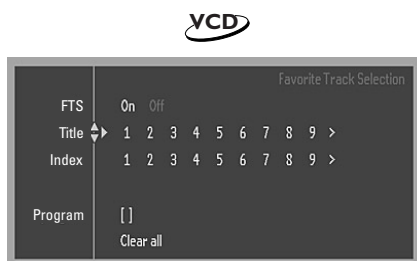 VCD
Favorite Track Selection
FTS On Off
Title 1 2 3 4 5 6 7 8 9 >
Index 1 2 3 4 5 6 7 8 9 >
Program [ ]
Clear all